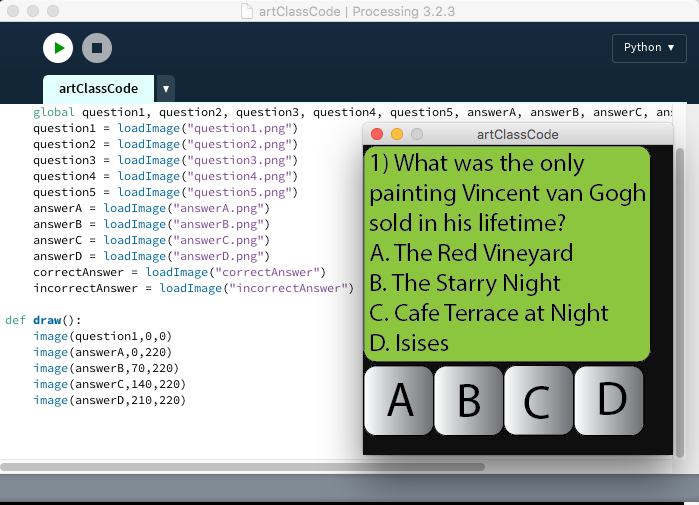 artClassCode | Processing 3.2.3
Python ▾
artClassCode ▼
global question1, question2, question3, question4, question5, answerA, answerB, answerC, an
question1 = loadImage("question1.png")
question2 = loadImage("question2.png")
question3 = loadImage("question3.png")
question4 = loadImage("question4.png")
question5 = loadImage("question5.png")
answerA = loadImage("answerA.png")
answerB = loadImage("answerB.png")
answerC = loadImage("answerC.png")
answerD = loadImage("answerD.png")
correctAnswer = loadImage("correctAnswer")
incorrectAnswer = loadImage("incorrectAnswer")
def draw():
image(question1,0,0)
image(answerA,0,220)
image(answerB,70,220)
image(answerC,140,220)
image(answerD,210,220)
artClassCode
1) What was the only
painting Vincent van Gogh
sold in his lifetime?
A. The Red Vineyard
B. The Starry Night
C. Cafe Terrace at Night
D. Isises
A B C D